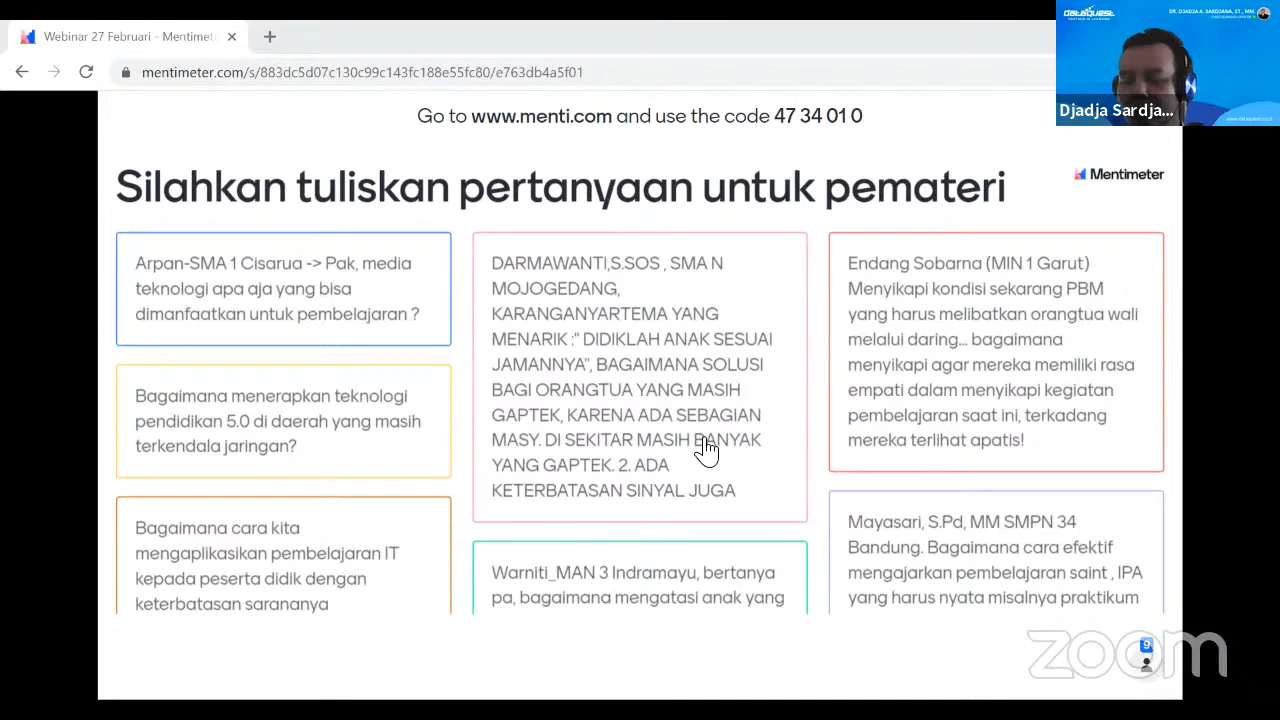 Webinar 27 Februari - Mentimet
mentimeter.com/s/883dc5d07c130c99c143fc188e55fc80/e763db4a5f01
dataquest
DR. DJADJA A. SARDJANA, ST., MM.
Djadja Sardja...
Go to www.menti.com and use the code 47 34 01 0
Silahkan tuliskan pertanyaan untuk pemateri
Mentimeter
Arpan-SMA 1 Cisarua -> Pak, media
teknologi apa aja yang bisa
dimanfaatkan untuk pembelajaran ?
Bagaimana menerapkan teknologi
pendidikan 5.0 di daerah yang masih
terkendala jaringan?
Bagaimana cara kita
mengaplikasikan pembelajaran IT
kepada peserta didik dengan
keterbatasan sarananya
DARMAWANTI,S.SOS , SMA N
MOJOGEDANG,
KARANGANYARTEMA YANG
MENARIK :" DIDIKLAH ANAK SESUAI
JAMANNYA", BAGAIMANA SOLUSI
BAGI ORANGTUA YANG MASIH
GAPTEK, KARENA ADA SEBAGIAN
MASY. DI SEKITAR MASIH BANYAK
YANG GAPTEK. 2. ADA
KETERBATASAN SINYAL JUGA
Warniti_MAN 3 Indramayu, bertanya
pa, bagaimana mengatasi anak yang
Endang Sobarna (MIN 1 Garut)
Menyikapi kondisi sekarang PBM
yang harus melibatkan orangtua wali
melalui daring... bagaimana
menyikapi agar mereka memiliki rasa
empati dalam menyikapi kegiatan
pembelajaran saat ini, terkadang
mereka terlihat apatis!
Mayasari, S.Pd, MM SMPN 34
Bandung. Bagaimana cara efektif
mengajarkan pembelajaran saint , IPA
yang harus nyata misalnya praktikum
9
zoom